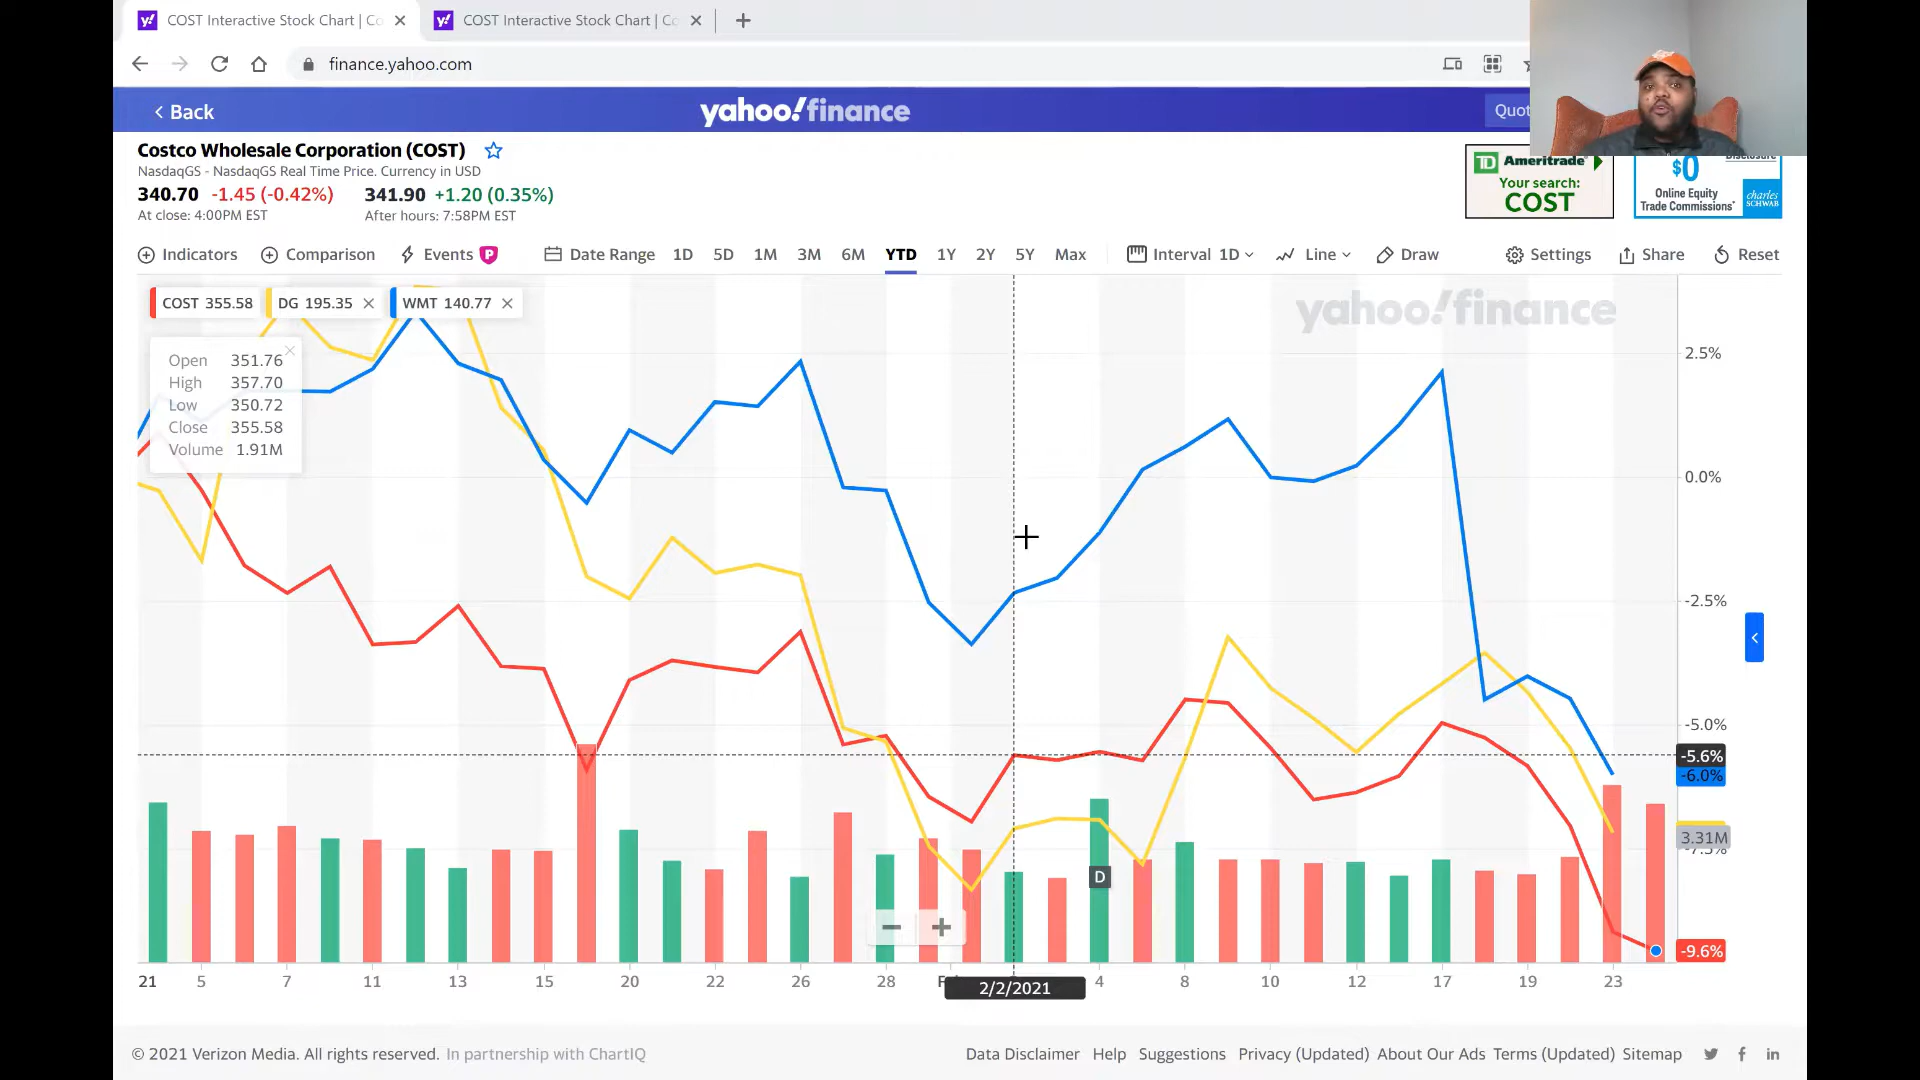 COST Interactive Stock Chart | Co
COST Interactive Stock Chart | Co
finance.yahoo.com
Back
yahoo!finance
Quot
Costco Wholesale Corporation (COST)
NasdaqGS - NasdaqGS Real Time Price. Currency in USD
340.70 -1.45 (-0.42%) 341.90 +1.20 (0.35%)
At close: 4:00PM EST After hours: 7:58PM EST
TD Ameritrade
Your search:
COST
Disclosure
$0
Online Equity
Trade Commissions*
charles
SCHWAB
Indicators Comparison Events P Date Range 1D 5D 1M 3M 6M YTD 1Y 2Y 5Y Max Interval 1D Line Draw Settings Share Reset
COST 355.58 DG 195.35 WMT 140.77
yahoo!finance
Open 351.76
High 357.70
Low 350.72
Close 355.58
Volume 1.91M
2.5%
0.0%
-2.5%
-5.0%
-5.6%
-6.0%
3.31M
-7.5%
D
-9.6%
21 5 7 11 13 15 20 22 26 28 F 4 8 10 12 17 19 23
2/2/2021
© 2021 Verizon Media. All rights reserved. In partnership with ChartIQ
Data Disclaimer Help Suggestions Privacy (Updated) About Our Ads Terms (Updated) Sitemap